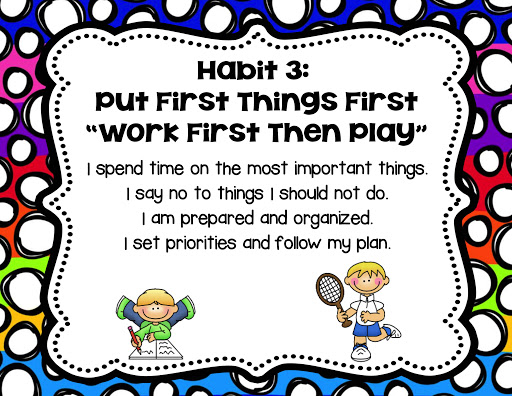 Habit 3:
Put First Things First
"Work First Then Play"
I spend time on the most important things.
I say no to things I should not do.
I am prepared and organized.
I set priorities and follow my plan.